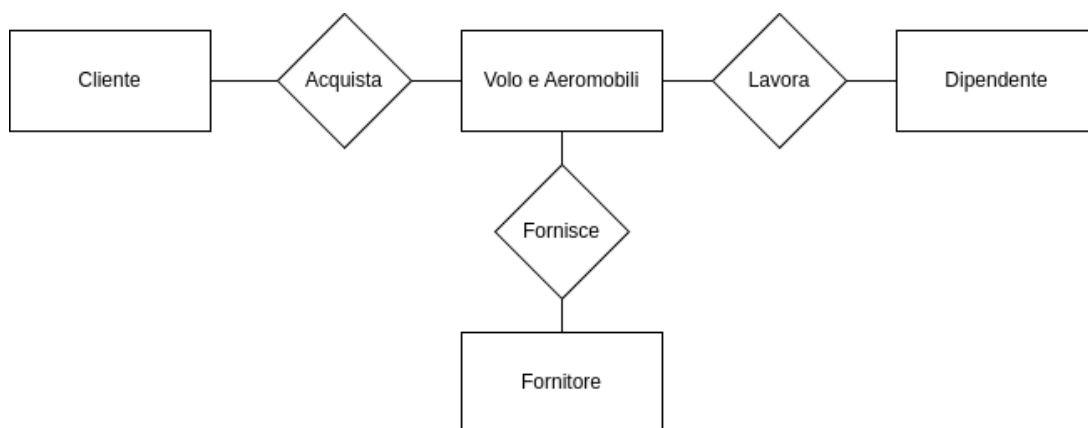 Cliente
Acquista
Volo e Aeromobili
Lavora
Dipendente
Fornisce
Fornitore